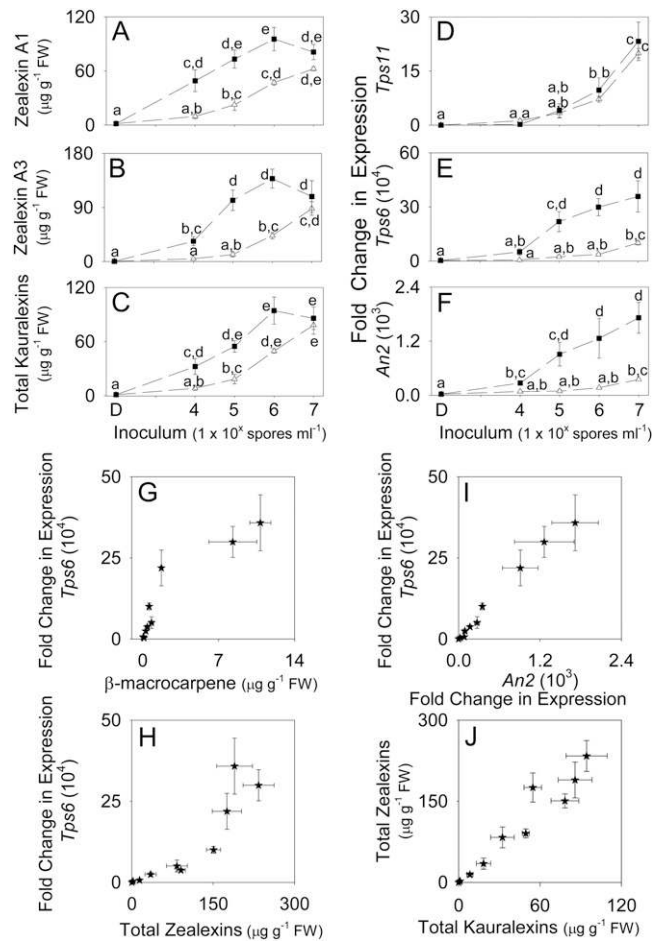 A
Zealexin A1
(μg g-1 FW)
120
60
0
a
c,d
d,e
e
d,e
a,b
b,c
c,d
d,e
B
Zealexin A3
(μg g-1 FW)
180
90
0
a
b,c
d
d
d
a
a,b
b,c
c,d
C
Total Kauralexins
(μg g-1 FW)
120
60
0
a
c,d
d,e
e
e
a,b
b,c
d,e
e
D 4 5 6 7
Inoculum (1 x 10x spores ml-1)
Fold Change in Expression
D
Tps11
30
15
0
a
a,a
a,b
a,b
b,b
c
c
E
Tps6 (104)
60
30
0
a
a,b
a
c,d
a,b
d
a,b
d
b,c
F
An2 (103)
2.4
1.2
0.0
a
b,c
a,b
c,d
a,b
d
a,b
d
b,c
D 4 5 6 7
Inoculum (1 x 10x spores ml-1)
G
Fold Change in Expression
Tps6 (104)
50
25
0
0 7 14
β-macrocarpene (μg g-1 FW)
I
Fold Change in Expression
Tps6 (104)
50
25
0
0.0 1.2 2.4
An2 (103)
Fold Change in Expression
H
Fold Change in Expression
Tps6 (104)
50
25
0
0 150 300
Total Zealexins (μg g-1 FW)
J
Total Zealexins
(μg g-1 FW)
300
150
0
0 60 120
Total Kauralexins (μg g-1 FW)